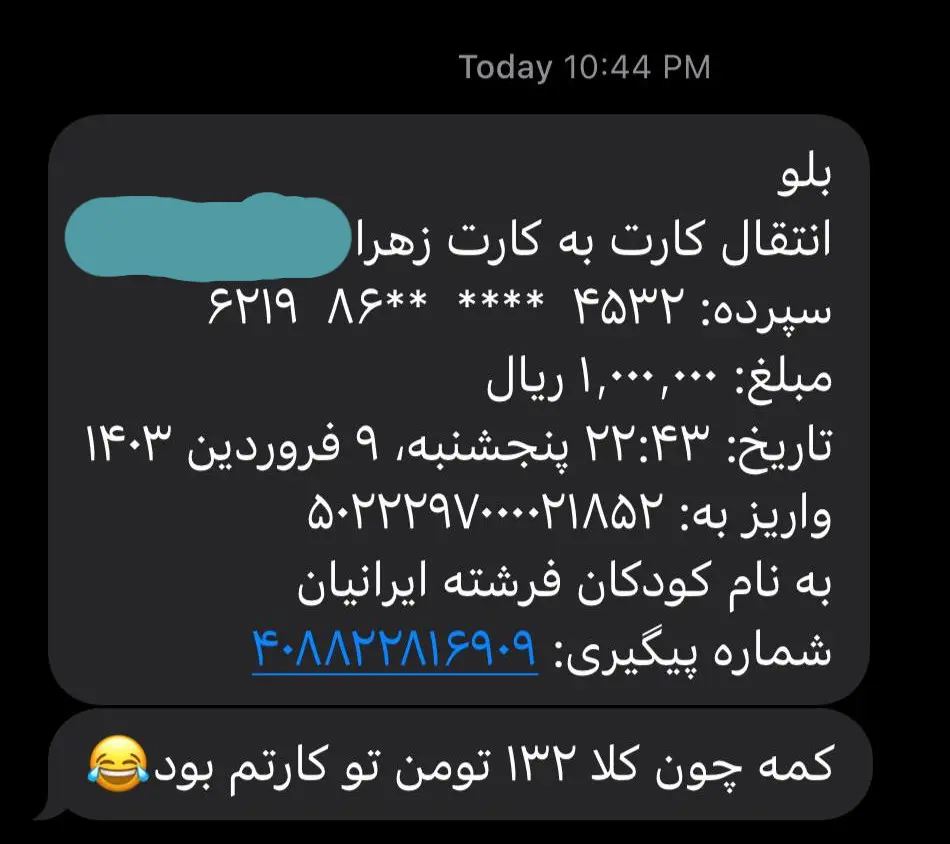 Today 10:44 PM
بلو
انتقال کارت به کارت زهرا
سپرده: ۴۵۳۲ **** **۸۶ ۶۲۱۹
مبلغ: ۱,۰۰۰,۰۰۰ ریال
تاریخ: ۲۲:۴۳ پنجشنبه، ۹ فروردین ۱۴۰۳
واریز به: ۵۰۲۲۲۹۷۰۰۰۰۲۱۸۵۲
به نام کودکان فرشته ایرانیان
شماره پیگیری: ۴۰۸۸۲۲۸۱۶۹۰۹
کمه چون کلا ۱۳۲ تومن تو کارتم بود😂